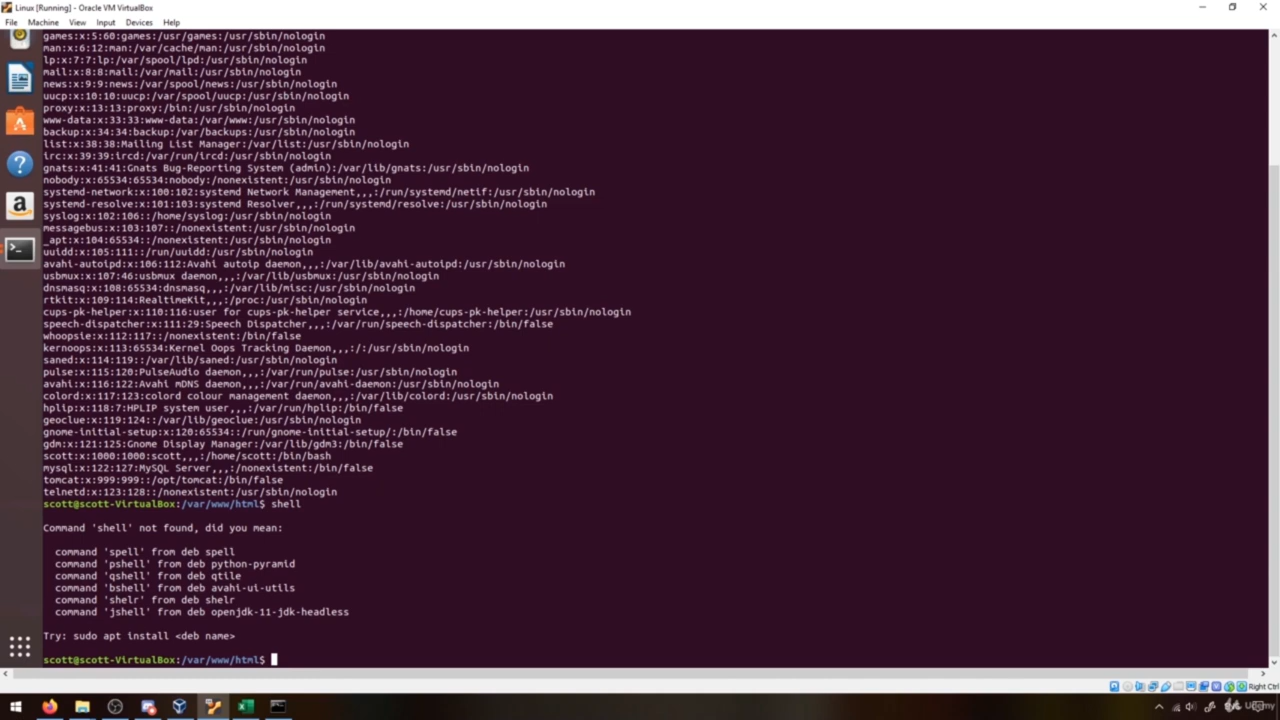 Linux [Running] - Oracle VM VirtualBox
File Machine View Input Devices Help
games:x:5:60:games:/usr/games:/usr/sbin/nologin
man:x:6:12:man:/var/cache/man:/usr/sbin/nologin
lp:x:7:7:lp:/var/spool/lpd:/usr/sbin/nologin
mail:x:8:8:mail:/var/mail:/usr/sbin/nologin
news:x:9:9:news:/var/spool/news:/usr/sbin/nologin
uucp:x:10:10:uucp:/var/spool/uucp:/usr/sbin/nologin
proxy:x:13:13:proxy:/bin:/usr/sbin/nologin
www-data:x:33:33:www-data:/var/www:/usr/sbin/nologin
backup:x:34:34:backup:/var/backups:/usr/sbin/nologin
list:x:38:38:Mailing List Manager:/var/list:/usr/sbin/nologin
irc:x:39:39:ircd:/var/run/ircd:/usr/sbin/nologin
gnats:x:41:41:Gnats Bug-Reporting System (admin):/var/lib/gnats:/usr/sbin/nologin
nobody:x:65534:65534:nobody:/nonexistent:/usr/sbin/nologin
systemd-network:x:100:102:systemd Network Management,,,:/run/systemd/netif:/usr/sbin/nologin
systemd-resolve:x:101:103:systemd Resolver,,,:/run/systemd/resolve:/usr/sbin/nologin
syslog:x:102:106::/home/syslog:/usr/sbin/nologin
messagebus:x:103:107::/nonexistent:/usr/sbin/nologin
_apt:x:104:65534::/nonexistent:/usr/sbin/nologin
uuidd:x:105:111::/run/uuidd:/usr/sbin/nologin
avahi-autoipd:x:106:112:Avahi autoip daemon,,,:/var/lib/avahi-autoipd:/usr/sbin/nologin
usbmux:x:107:46:usbmux daemon,,,:/var/lib/usbmux:/usr/sbin/nologin
dnsmasq:x:108:65534:dnsmasq,,,:/var/lib/misc:/usr/sbin/nologin
rtkit:x:109:114:RealtimeKit,,,:/proc:/usr/sbin/nologin
cups-pk-helper:x:110:116:user for cups-pk-helper service,,,:/home/cups-pk-helper:/usr/sbin/nologin
speech-dispatcher:x:111:29:Speech Dispatcher,,,:/var/run/speech-dispatcher:/bin/false
whoopsie:x:112:117::/nonexistent:/bin/false
kernoops:x:113:65534:Kernel Oops Tracking Daemon,,,:/:/usr/sbin/nologin
saned:x:114:119::/var/lib/saned:/usr/sbin/nologin
pulse:x:115:120:PulseAudio daemon,,,:/var/run/pulse:/usr/sbin/nologin
avahi:x:116:122:Avahi mDNS daemon,,,:/var/run/avahi-daemon:/usr/sbin/nologin
colord:x:117:123:colord colour management daemon,,,:/var/lib/colord:/usr/sbin/nologin
hplip:x:118:7:HPLIP system user,,,:/var/run/hplip:/bin/false
geoclue:x:119:124::/var/lib/geoclue:/usr/sbin/nologin
gnome-initial-setup:x:120:65534::/run/gnome-initial-setup/:/bin/false
gdm:x:121:125:Gnome Display Manager:/var/lib/gdm3:/bin/false
scott:x:1000:1000:scott,,,:/home/scott:/bin/bash
mysql:x:122:127:MySQL Server,,,:/nonexistent:/bin/false
tomcat:x:999:999::/opt/tomcat:/bin/false
telnetd:x:123:128::/nonexistent:/usr/sbin/nologin
scott@scott-VirtualBox:/var/www/html$ shell
Command 'shell' not found, did you mean:
command 'spell' from deb spell
command 'pshell' from deb python-pyramid
command 'qshell' from deb qtile
command 'bshell' from deb avahi-ui-utils
command 'shelr' from deb shelr
command 'jshell' from deb openjdk-11-jdk-headless
Try: sudo apt install <deb name>
scott@scott-VirtualBox:/var/www/html$
Right Ctrl
Udemy